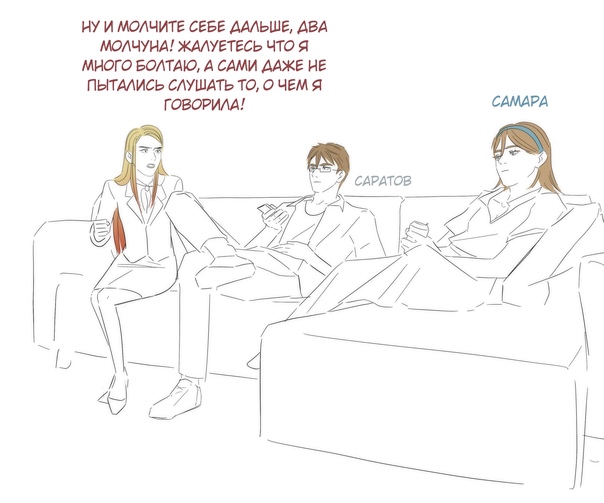 НУ И МОЛЧИТЕ СЕБЕ ДАЛЬШЕ, ДВА
МОЛЧУНА! ЖАЛУЕТЕСЬ ЧТО Я
МНОГО БОЛТАЮ, А САМИ ДАЖЕ НЕ
ПЫТАЛИСЬ СЛУШАТЬ ТО, О ЧЕМ Я
ГОВОРИЛА!
САМАРА
САРАТОВ